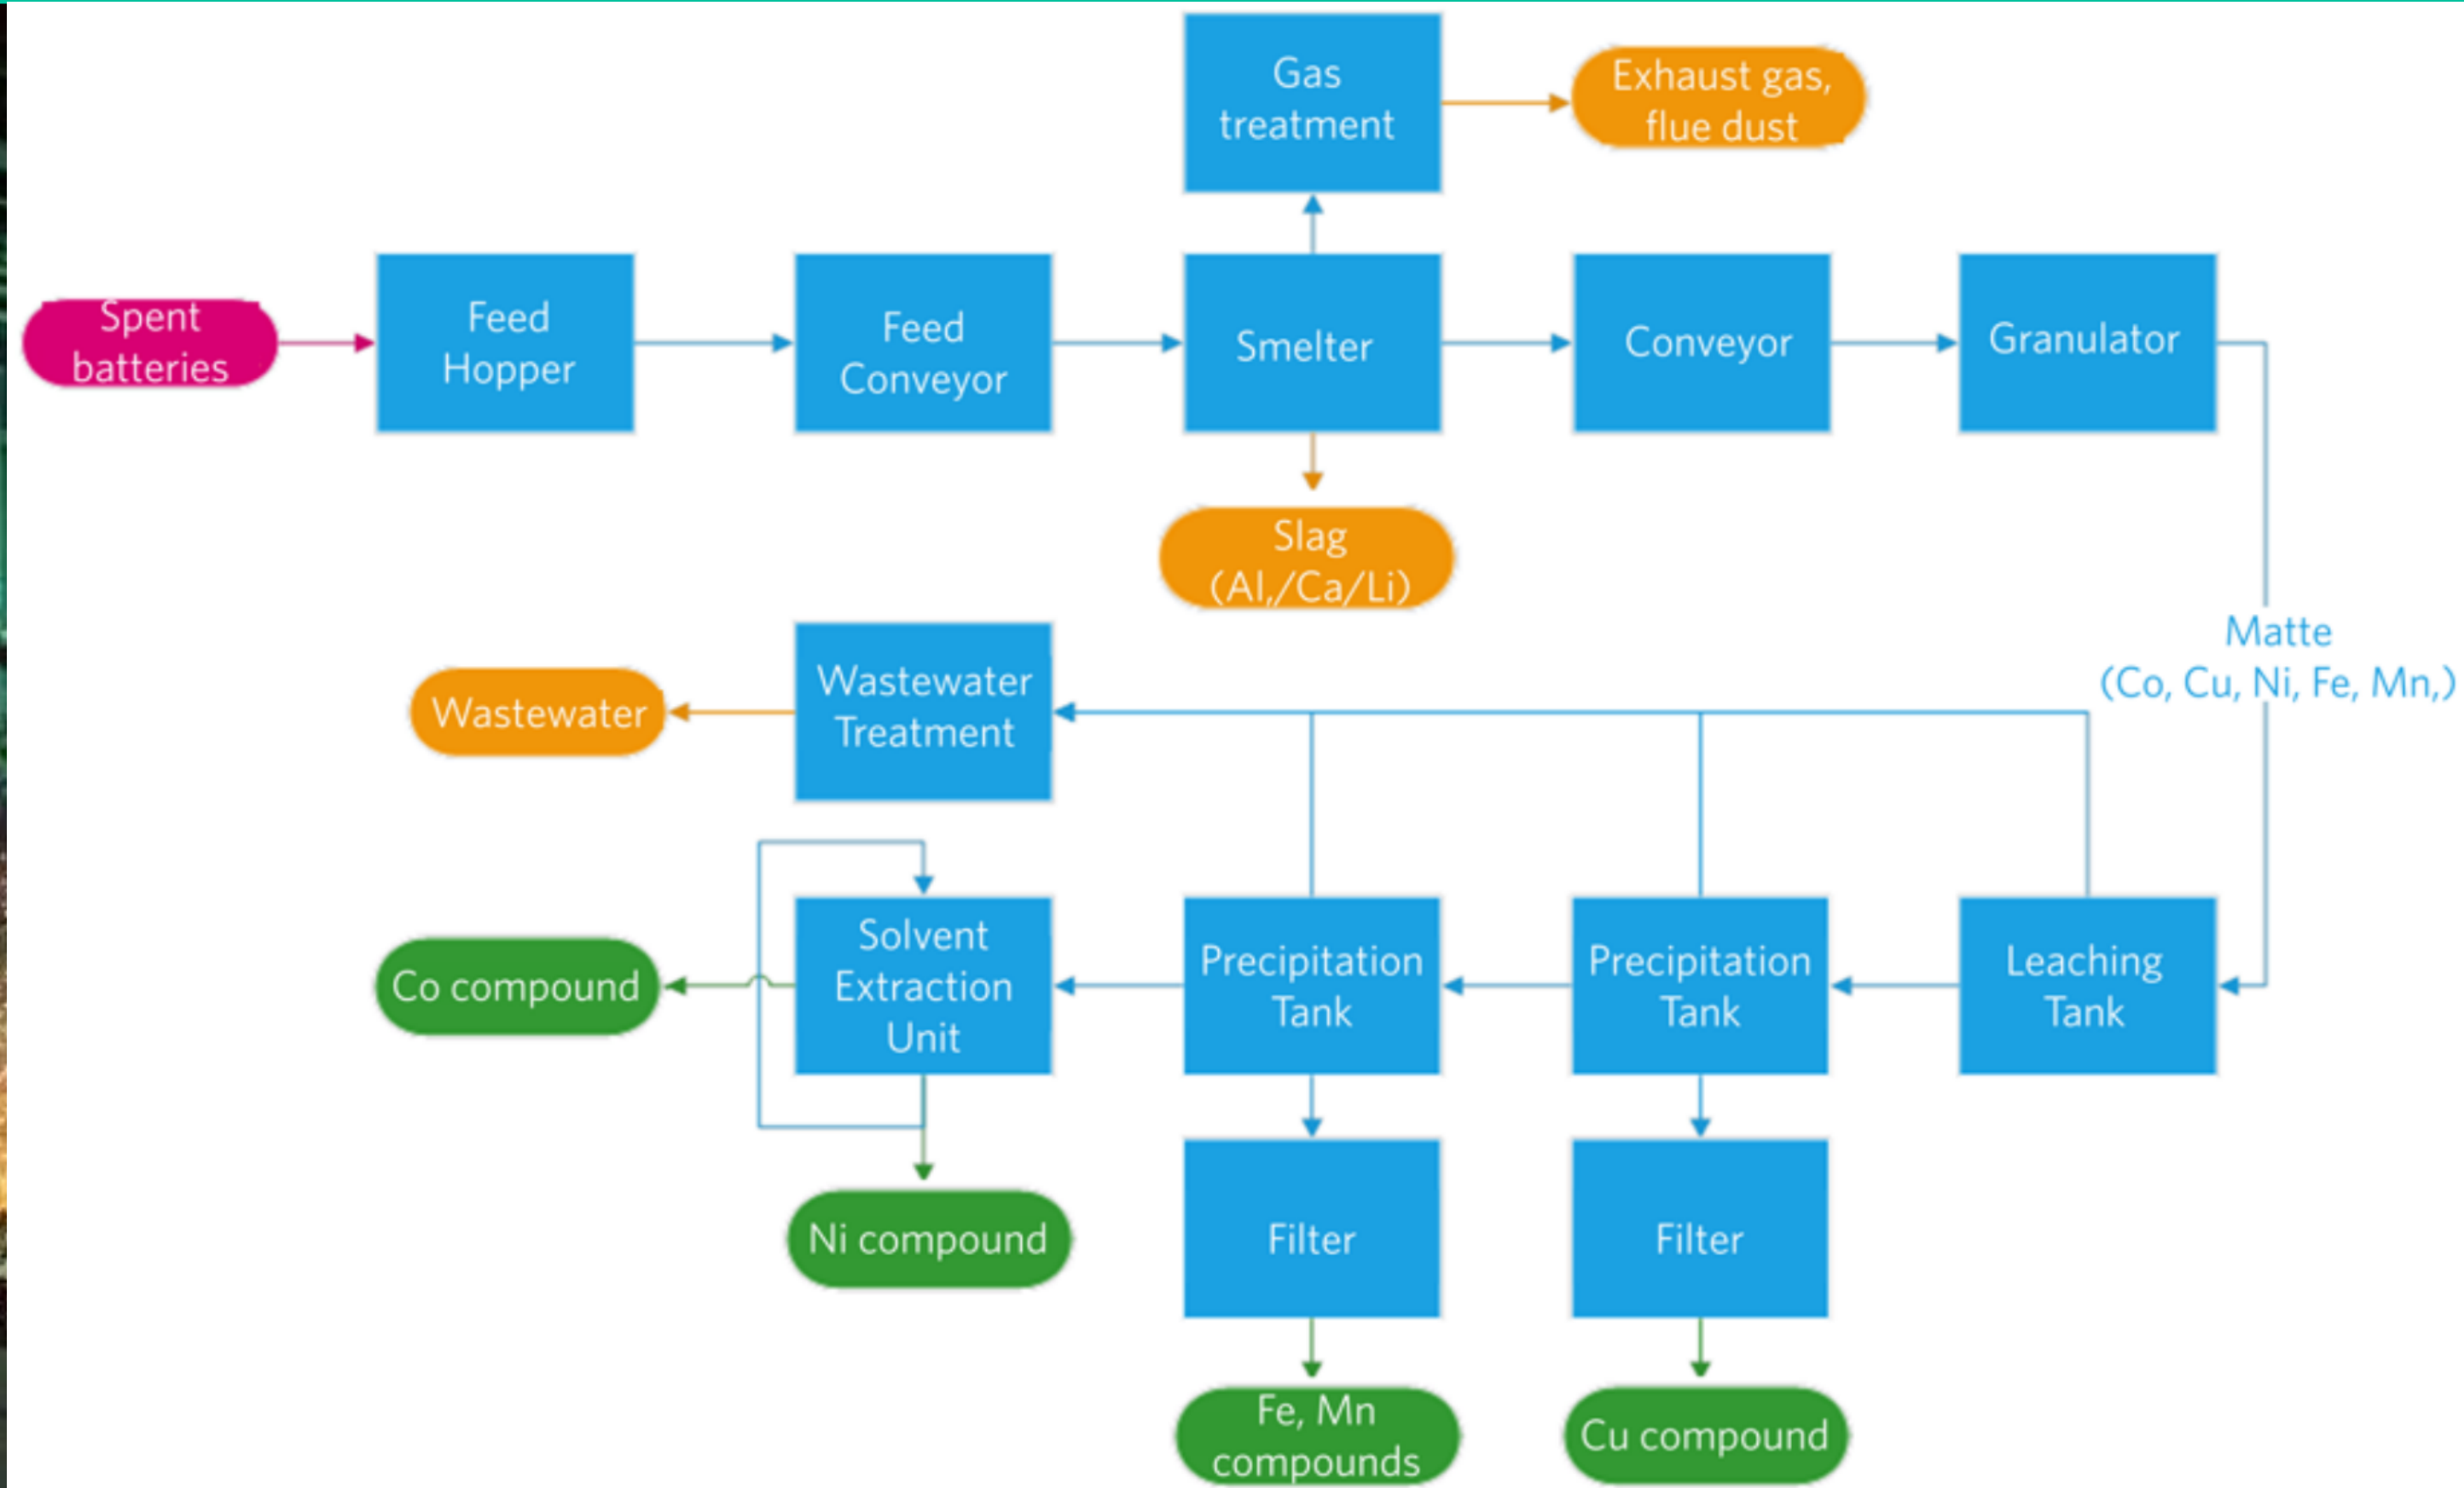 Gas
treatment
Exhaust gas,
flue dust
Spent
batteries
Feed
Hopper
Feed
Conveyor
Smelter
Conveyor
Granulator
Slag
(Al,/Ca/Li)
Matte
(Co, Cu, Ni, Fe, Mn,)
Wastewater
Wastewater
Treatment
Co compound
Solvent
Extraction
Unit
Precipitation
Tank
Precipitation
Tank
Leaching
Tank
Ni compound
Filter
Filter
Fe, Mn
compounds
Cu compound